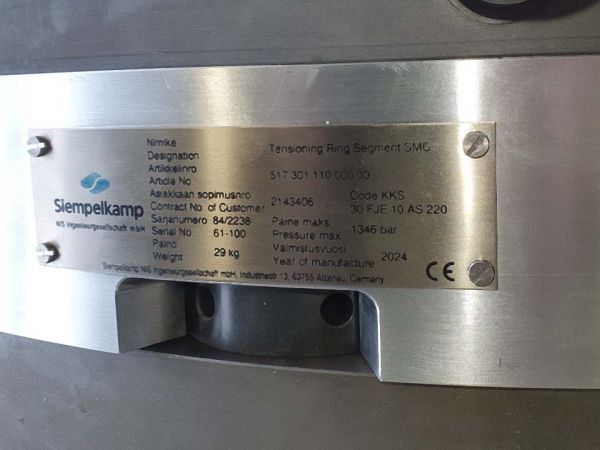 Siempelkamp
NIS Ingenieurgesellschaft mbH
Nimike
Designation Tensioning Ring Segment SMC
Artikkelinro
Article No. 517 301 110 000.00
Asiakkaan sopimusnro
Contract No of Customer 2143406 Code KKS
30 FJE 10 AS 220
Sarjanumero 84/2236 Paine maks.
Serial No 61-100 Pressure max 1346 bar
Paino Valmistusvuosi
Weight 29 kg Year of manufacture 2024
CE
Siempelkamp NIS Ingenieurgesellschaft mbH, Industriestr 13, 63755 Alzenau, Germany